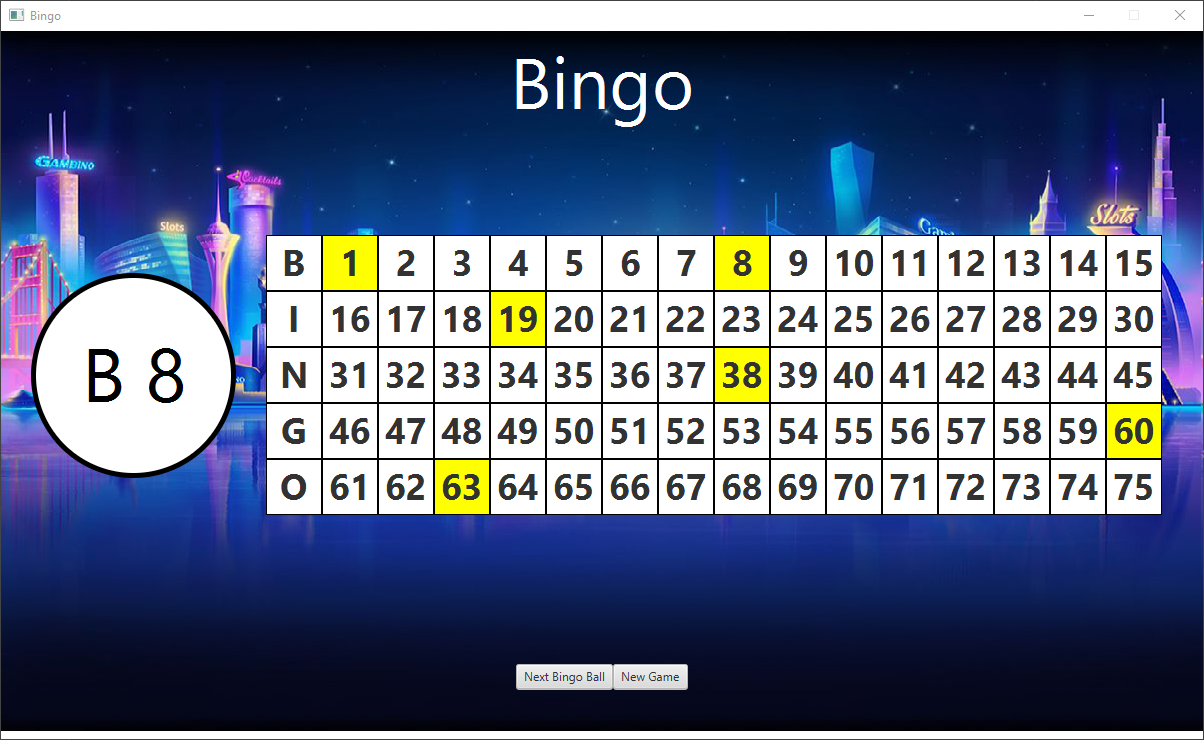 Bingo
Bingo
GAMBINO
Cocktails
Slots
Slots
B 1 2 3 4 5 6 7 8 9 10 11 12 13 14 15
I 16 17 18 19 20 21 22 23 24 25 26 27 28 29 30
B 8
N 31 32 33 34 35 36 37 38 39 40 41 42 43 44 45
G 46 47 48 49 50 51 52 53 54 55 56 57 58 59 60
O 61 62 63 64 65 66 67 68 69 70 71 72 73 74 75
Next Bingo Ball New Game